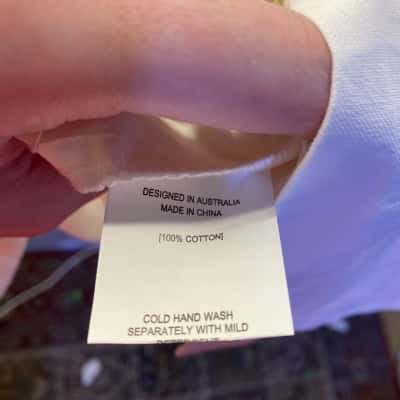 DESIGNED IN AUSTRALIA
MADE IN CHINA
[100% COTTON]
COLD HAND WASH
SEPARATELY WITH MILD